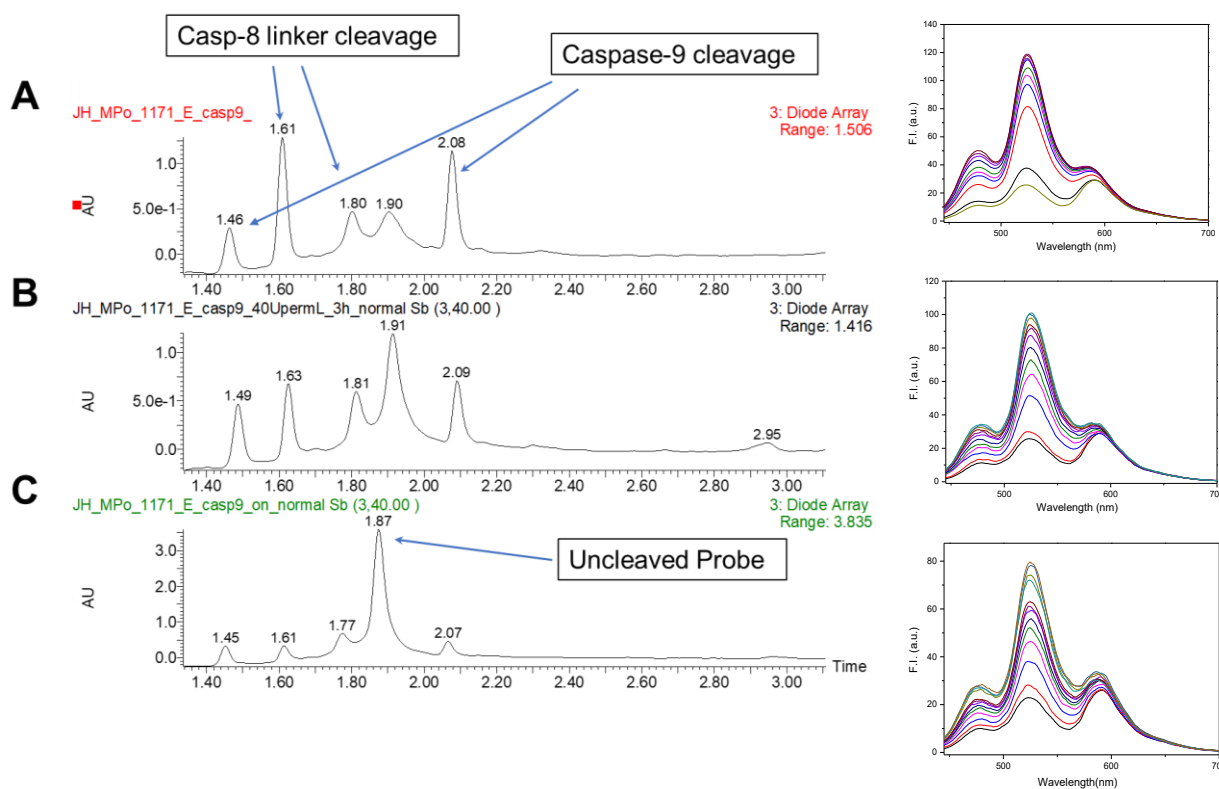 Casp-8 linker cleavage
Caspase-9 cleavage
A
JH_MPo_1171_E_casp9_
3: Diode Array
Range: 1.506
1.61
2.08
1.80
1.90
1.46
1.0
5.0e-1
0.0
AU
1.40 1.60 1.80 2.00 2.20 2.40 2.60 2.80 3.00
B
JH_MPo_1171_E_casp9_40UpermL_3h_normal Sb (3,40.00 )
3: Diode Array
Range: 1.416
1.91
1.49
1.63
1.81
2.09
2.95
1.0
5.0e-1
0.0
AU
1.40 1.60 1.80 2.00 2.20 2.40 2.60 2.80 3.00
C
JH_MPo_1171_E_casp9_on_normal Sb (3,40.00 )
3: Diode Array
Range: 3.835
1.87
Uncleaved Probe
1.45
1.61
1.77
2.07
3.0
2.0
1.0
0.0
AU
Time
1.40 1.60 1.80 2.00 2.20 2.40 2.60 2.80 3.00
140
120
100
80
60
40
20
0
F.I. (a.u.)
500 600 700
Wavelength (nm)
120
100
80
60
40
20
0
F.I. (a.u.)
500 600 700
Wavelength (nm)
80
60
40
20
0
F.I. (a.u.)
500 600 700
Wavelength(nm)